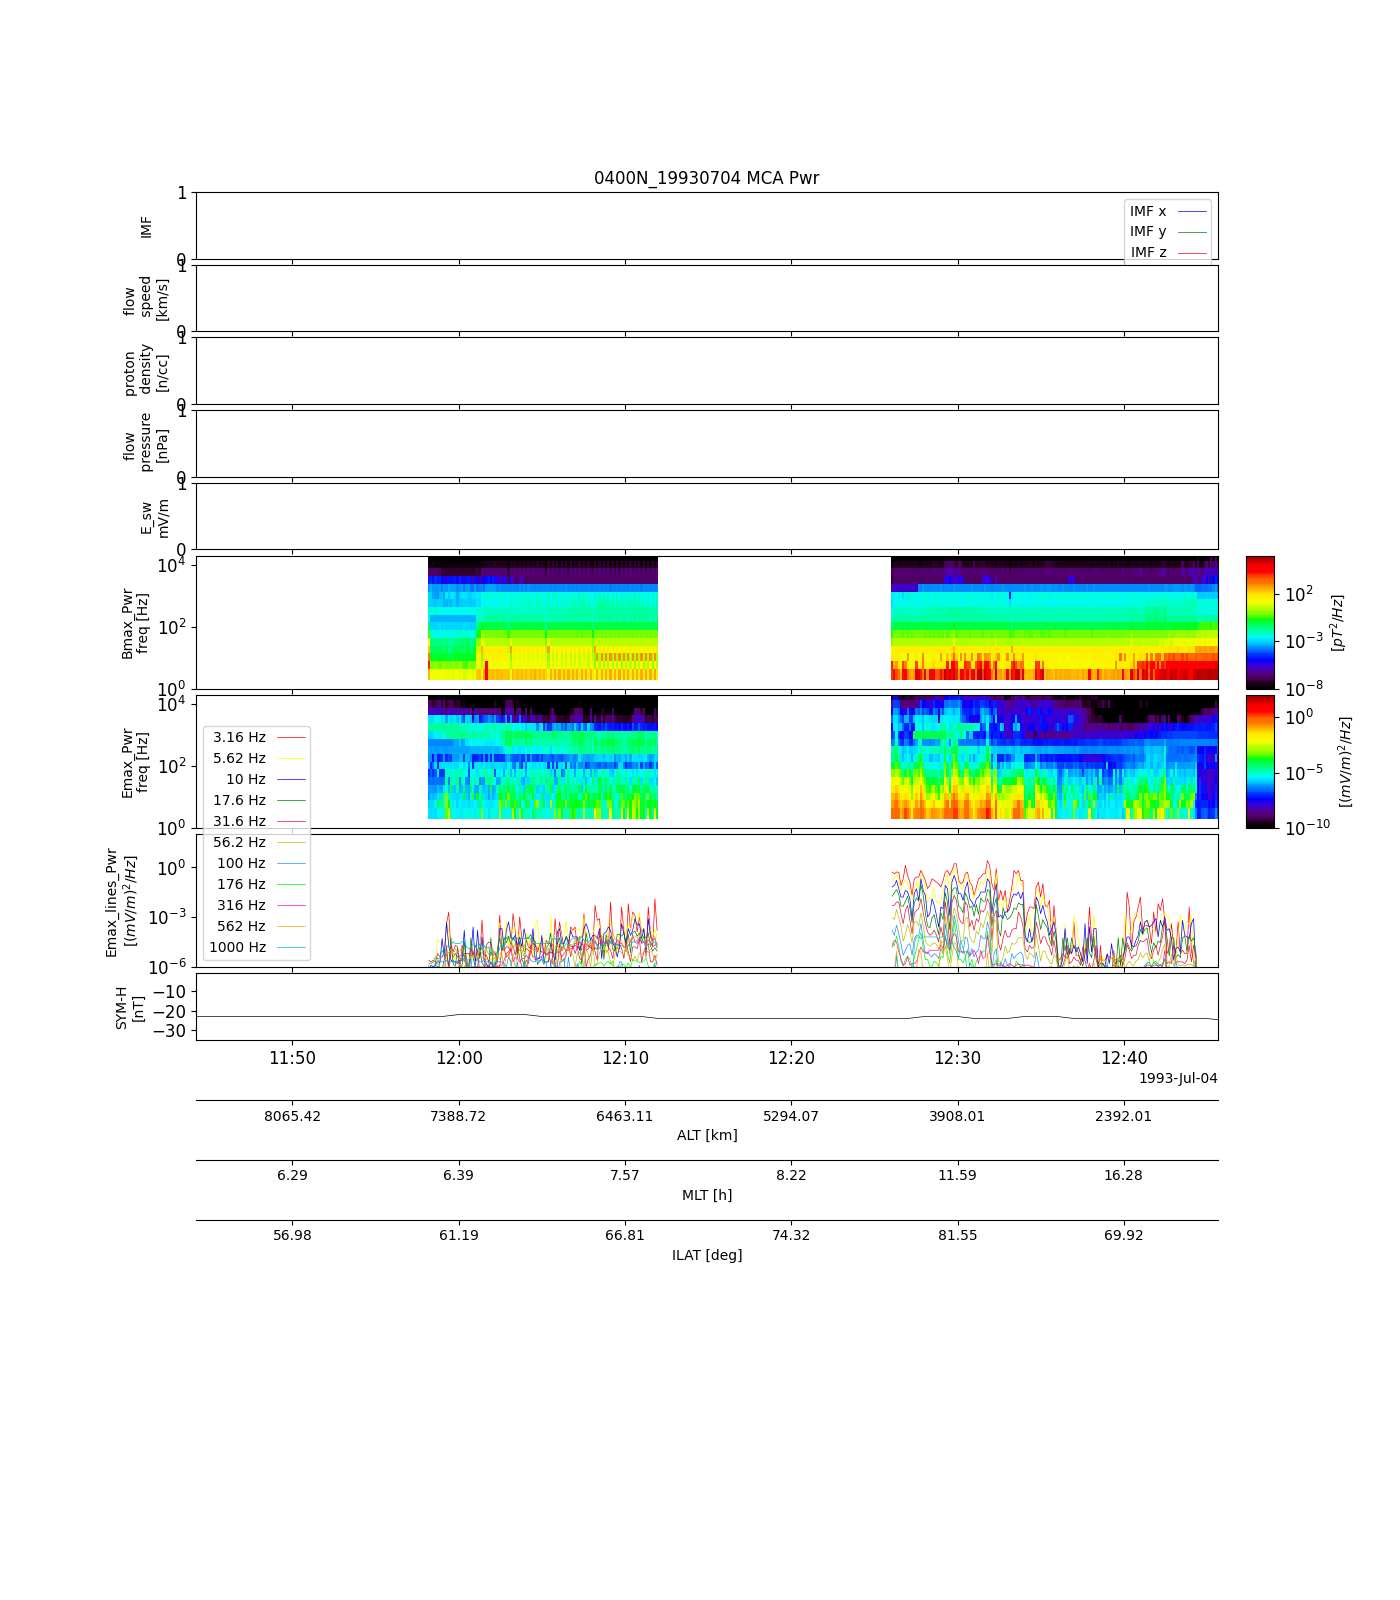 0400N_19930704 MCA Pwr
1
IMF
0
IMF x
IMF y
IMF z
1
flow
speed
[km/s]
0
1
proton
density
[n/cc]
0
1
flow
pressure
[nPa]
0
1
E_sw
mV/m
0
10^4
10^2
10^0
Bmax_Pwr
freq [Hz]
10^2
10^-3
10^-8
[pT^2/Hz]
10^4
10^2
10^0
Emax_Pwr
freq [Hz]
10^0
10^-5
10^-10
[(mV/m)^2/Hz]
3.16 Hz
5.62 Hz
10 Hz
17.6 Hz
31.6 Hz
56.2 Hz
100 Hz
176 Hz
316 Hz
562 Hz
1000 Hz
10^0
10^-3
10^-6
Emax_lines_Pwr
[(mV/m)^2/Hz]
−10
−20
−30
SYM-H
[nT]
11:50 12:00 12:10 12:20 12:30 12:40
1993-Jul-04
8065.42 7388.72 6463.11 5294.07 3908.01 2392.01
ALT [km]
6.29 6.39 7.57 8.22 11.59 16.28
MLT [h]
56.98 61.19 66.81 74.32 81.55 69.92
ILAT [deg]